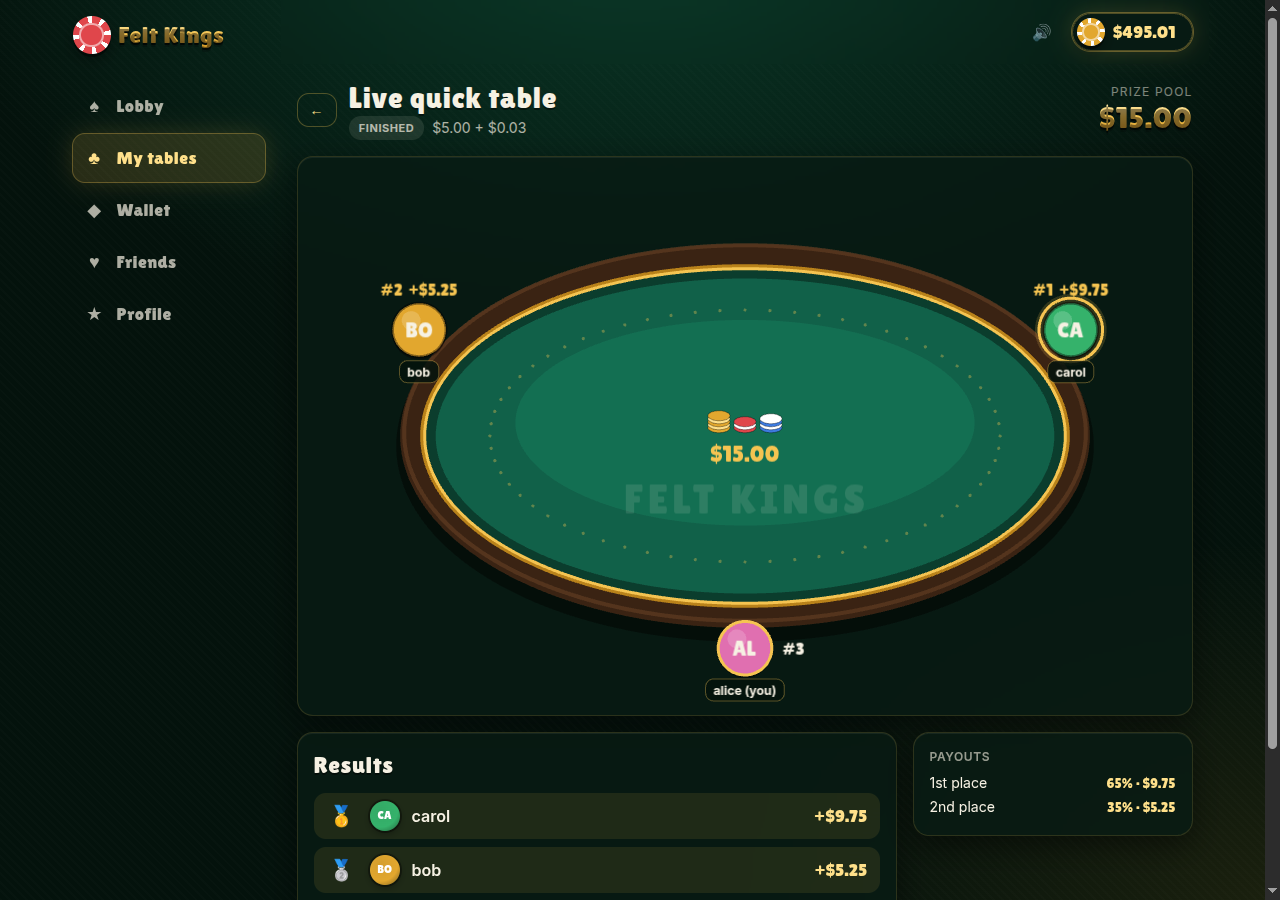 Felt Kings
$495.01
♠ Lobby
♣ My tables
◆ Wallet
♥ Friends
★ Profile
←
Live quick table
FINISHED $5.00 + $0.03
PRIZE POOL
$15.00
#2 +$5.25
BO
bob
#1 +$9.75
CA
carol
$15.00
FELT KINGS
AL #3
alice (you)
Results
CA carol +$9.75
BO bob +$5.25
PAYOUTS
1st place 65% · $9.75
2nd place 35% · $5.25